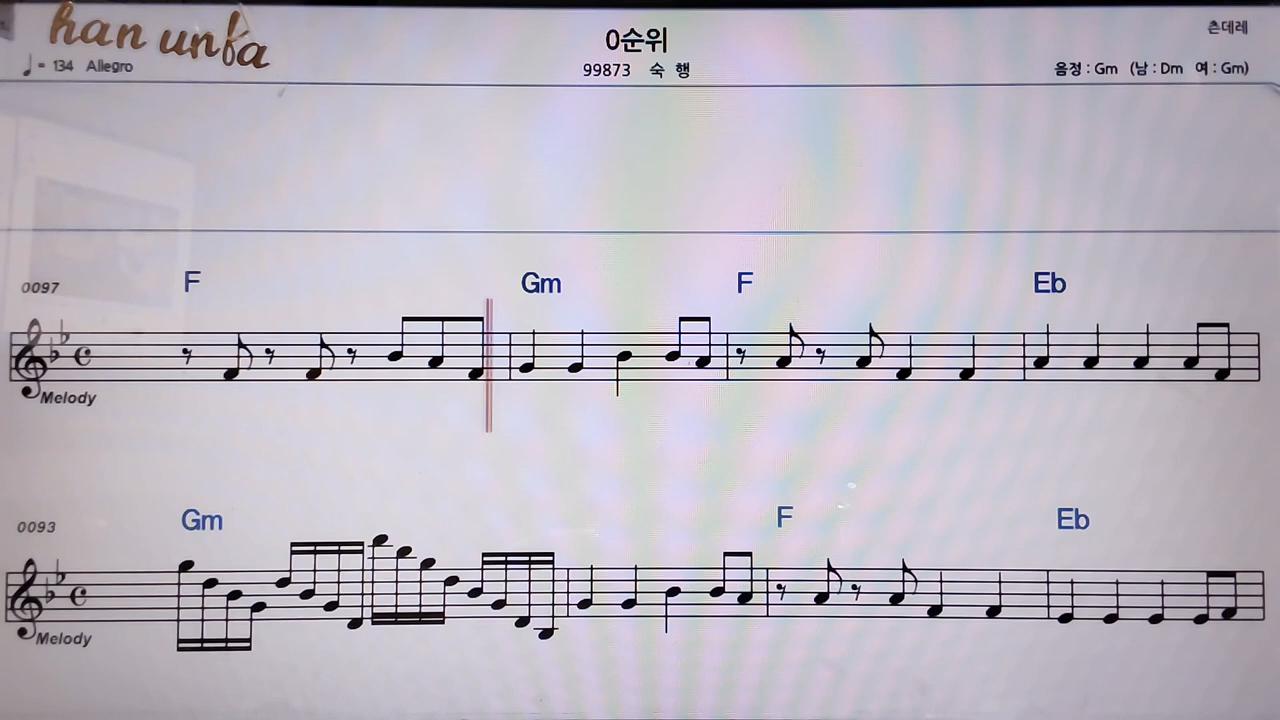 han unfa
0순위
츤데레
♩ = 134 Allegro
99873 숙 행
음정 : Gm (남 : Dm 여 : Gm)
0097 F Gm F Eb
Melody
0093 Gm F Eb
Melody